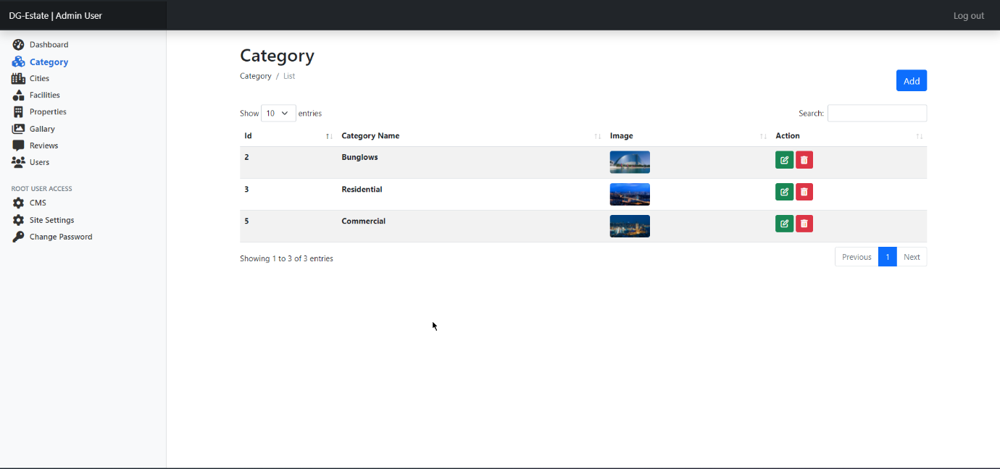 DG-Estate | Admin User
Log out
Dashboard
Category
Cities
Facilities
Properties
Gallary
Reviews
Users
ROOT USER ACCESS
CMS
Site Settings
Change Password
Category
Category / List
Add
Show 10 entries
Search:
Id Category Name Image Action
2 Bunglows
3 Residential
5 Commercial
Showing 1 to 3 of 3 entries
Previous 1 Next